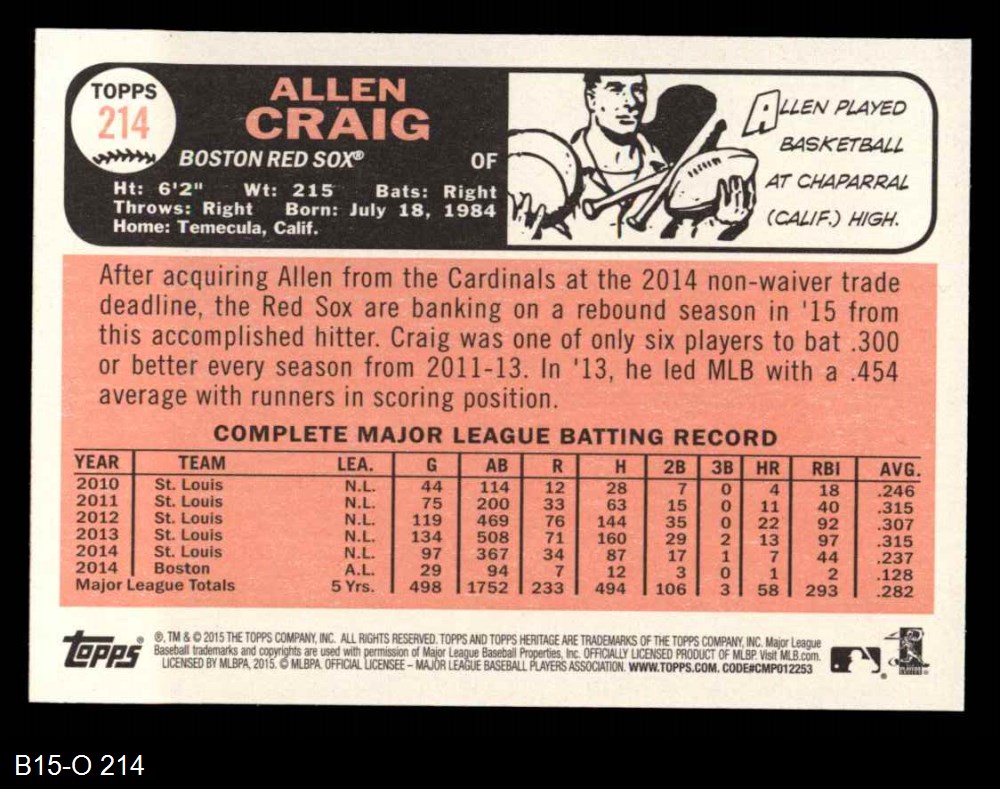 TOPPS
214
ALLEN
CRAIG
BOSTON RED SOX® OF
Ht: 6'2" Wt: 215 Bats: Right
Throws: Right Born: July 18, 1984
Home: Temecula, Calif.
ALLEN PLAYED
BASKETBALL
AT CHAPARRAL
(CALIF.) HIGH.
After acquiring Allen from the Cardinals at the 2014 non-waiver trade
deadline, the Red Sox are banking on a rebound season in '15 from
this accomplished hitter. Craig was one of only six players to bat .300
or better every season from 2011-13. In '13, he led MLB with a .454
average with runners in scoring position.
COMPLETE MAJOR LEAGUE BATTING RECORD
YEAR TEAM LEA. G AB R H 2B 3B HR RBI AVG.
2010 St. Louis N.L. 44 114 12 28 7 0 4 18 .246
2011 St. Louis N.L. 75 200 33 63 15 0 11 40 .315
2012 St. Louis N.L. 119 469 76 144 35 0 22 92 .307
2013 St. Louis N.L. 134 508 71 160 29 2 13 97 .315
2014 St. Louis N.L. 97 367 34 87 17 1 7 44 .237
2014 Boston A.L. 29 94 7 12 3 0 1 2 .128
Major League Totals 5 Yrs. 498 1752 233 494 106 3 58 293 .282
topps®
®, TM & © 2015 THE TOPPS COMPANY, INC. ALL RIGHTS RESERVED. TOPPS AND TOPPS HERITAGE ARE TRADEMARKS OF THE TOPPS COMPANY, INC. Major League
Baseball trademarks and copyrights are used with permission of Major League Baseball Properties, Inc. OFFICIALLY LICENSED PRODUCT OF MLBP. Visit MLB.com.
LICENSED BY MLBPA, 2015. © MLBPA. OFFICIAL LICENSEE – MAJOR LEAGUE BASEBALL PLAYERS ASSOCIATION. WWW.TOPPS.COM. CODE#CMP012253
B15-O 214